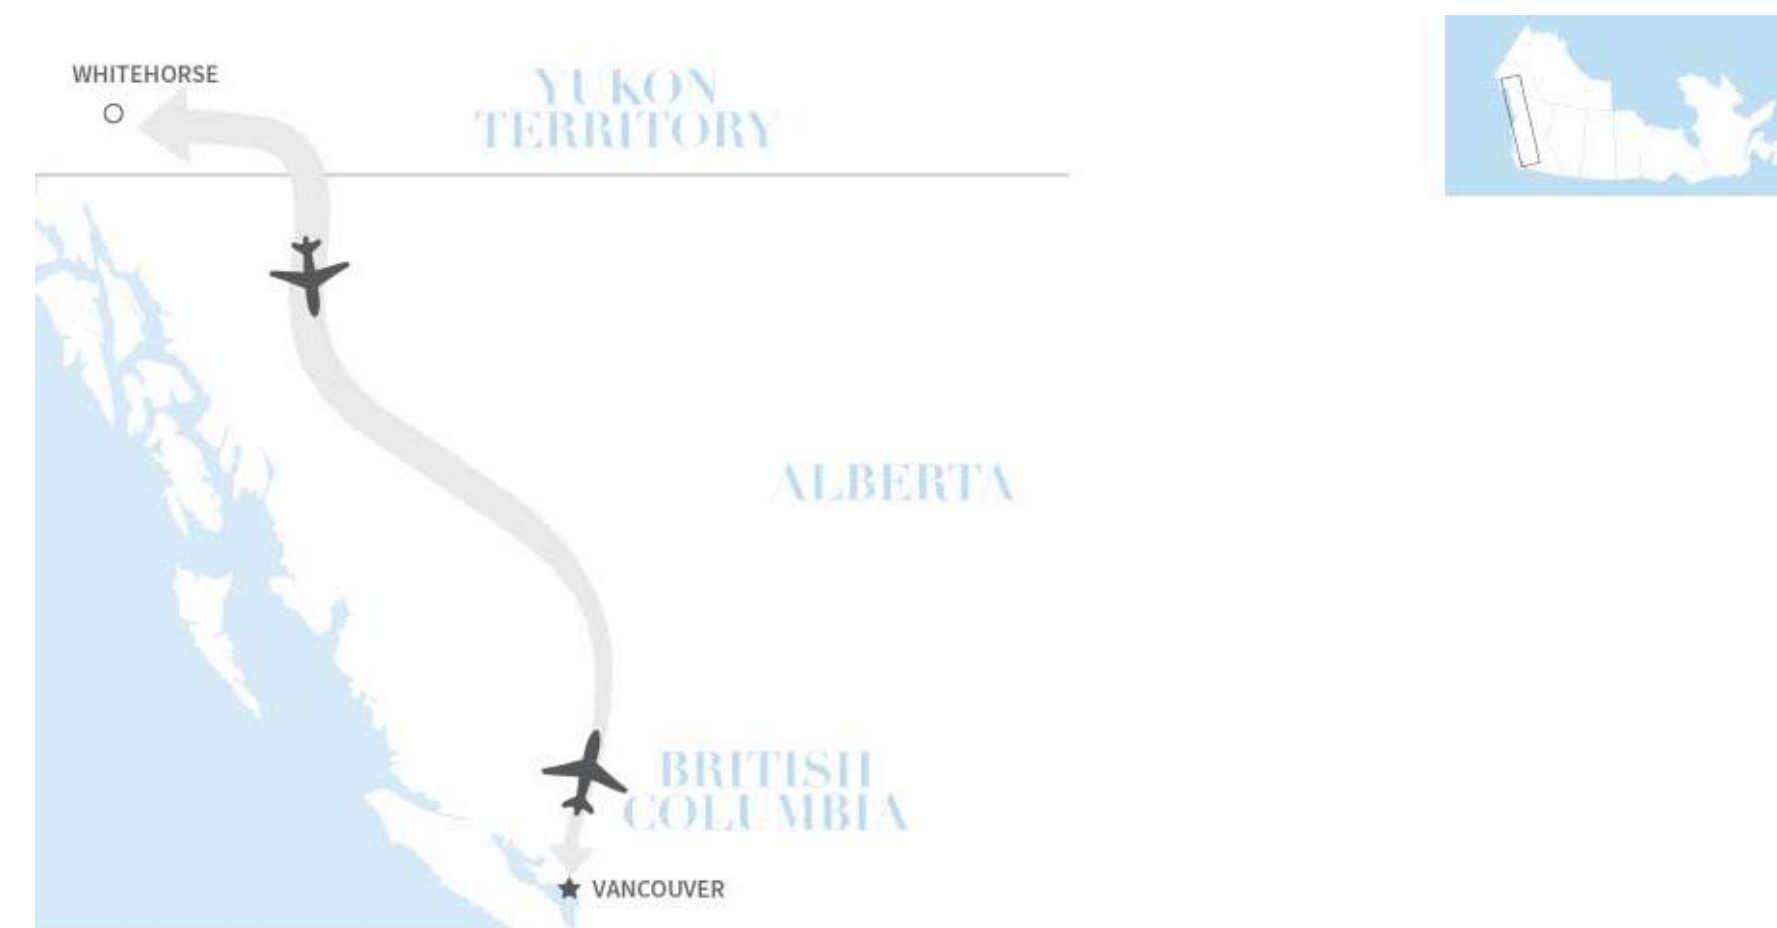 WHITEHORSE
YUKON
TERRITORY
ALBERTA
BRITISH
COLUMBIA
VANCOUVER